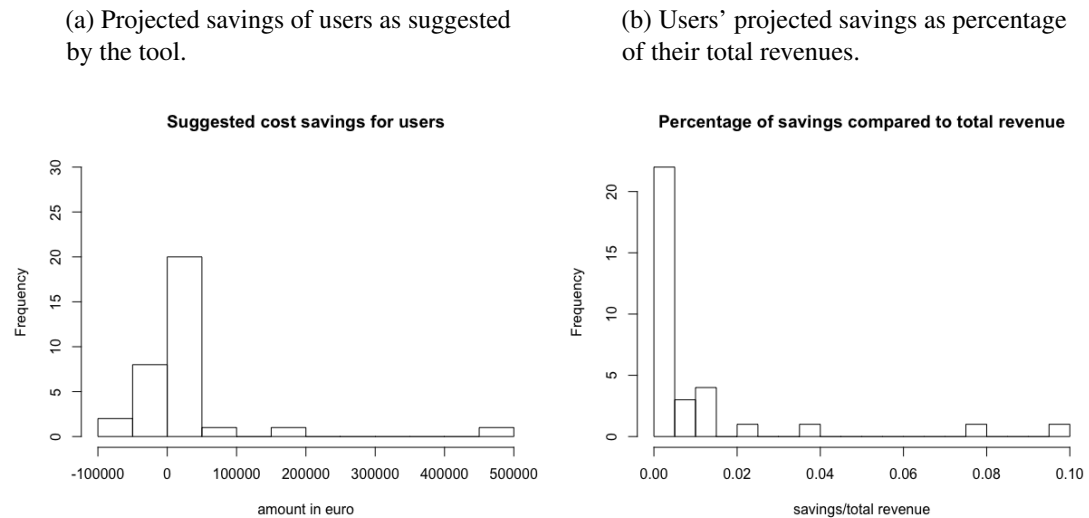 (a) Projected savings of users as suggested
by the tool.
Suggested cost savings for users
30
25
20
15
10
5
0
Frequency
-100000 0 100000 200000 300000 400000 500000
amount in euro
(b) Users’ projected savings as percentage
of their total revenues.
Percentage of savings compared to total revenue
20
15
10
5
0
Frequency
0.00 0.02 0.04 0.06 0.08 0.10
savings/total revenue